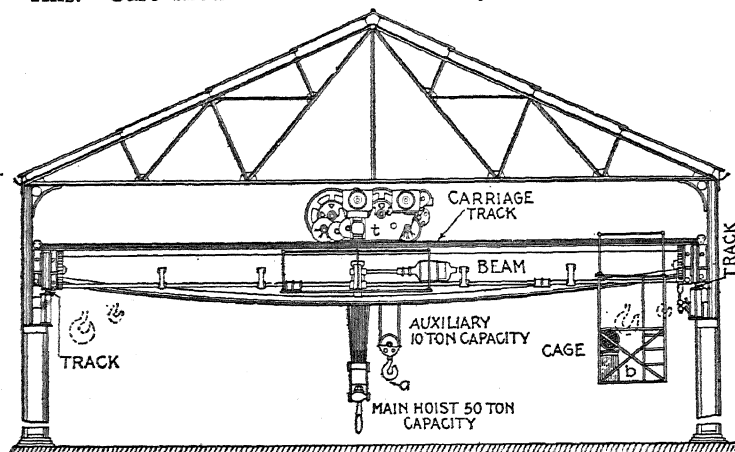 CARRIAGE
TRACK
t
BEAM
TRACK
AUXILIARY
10 TON CAPACITY
CAGE
b
TRACK
a
MAIN HOIST 50 TON
CAPACITY